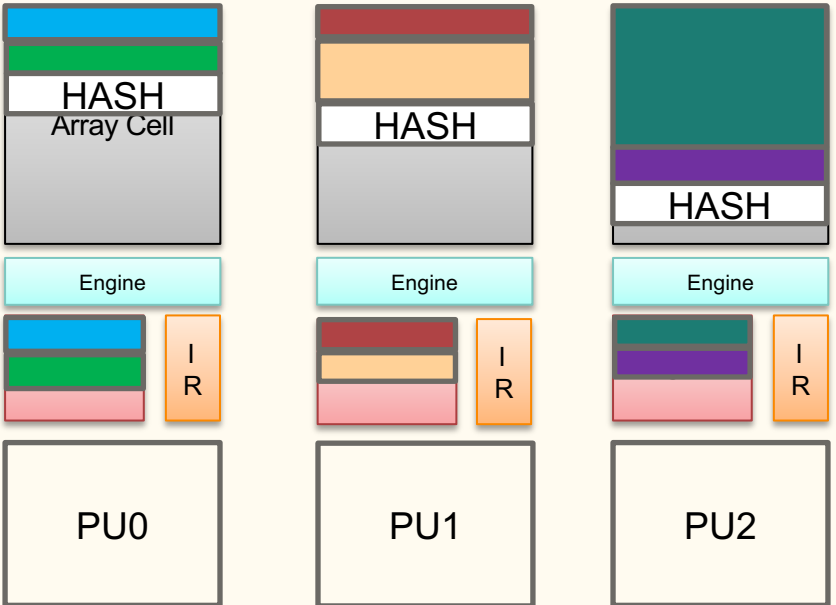 HASH
Array Cell
HASH
HASH
Engine
Engine
Engine
I
R
I
R
I
R
PU0
PU1
PU2